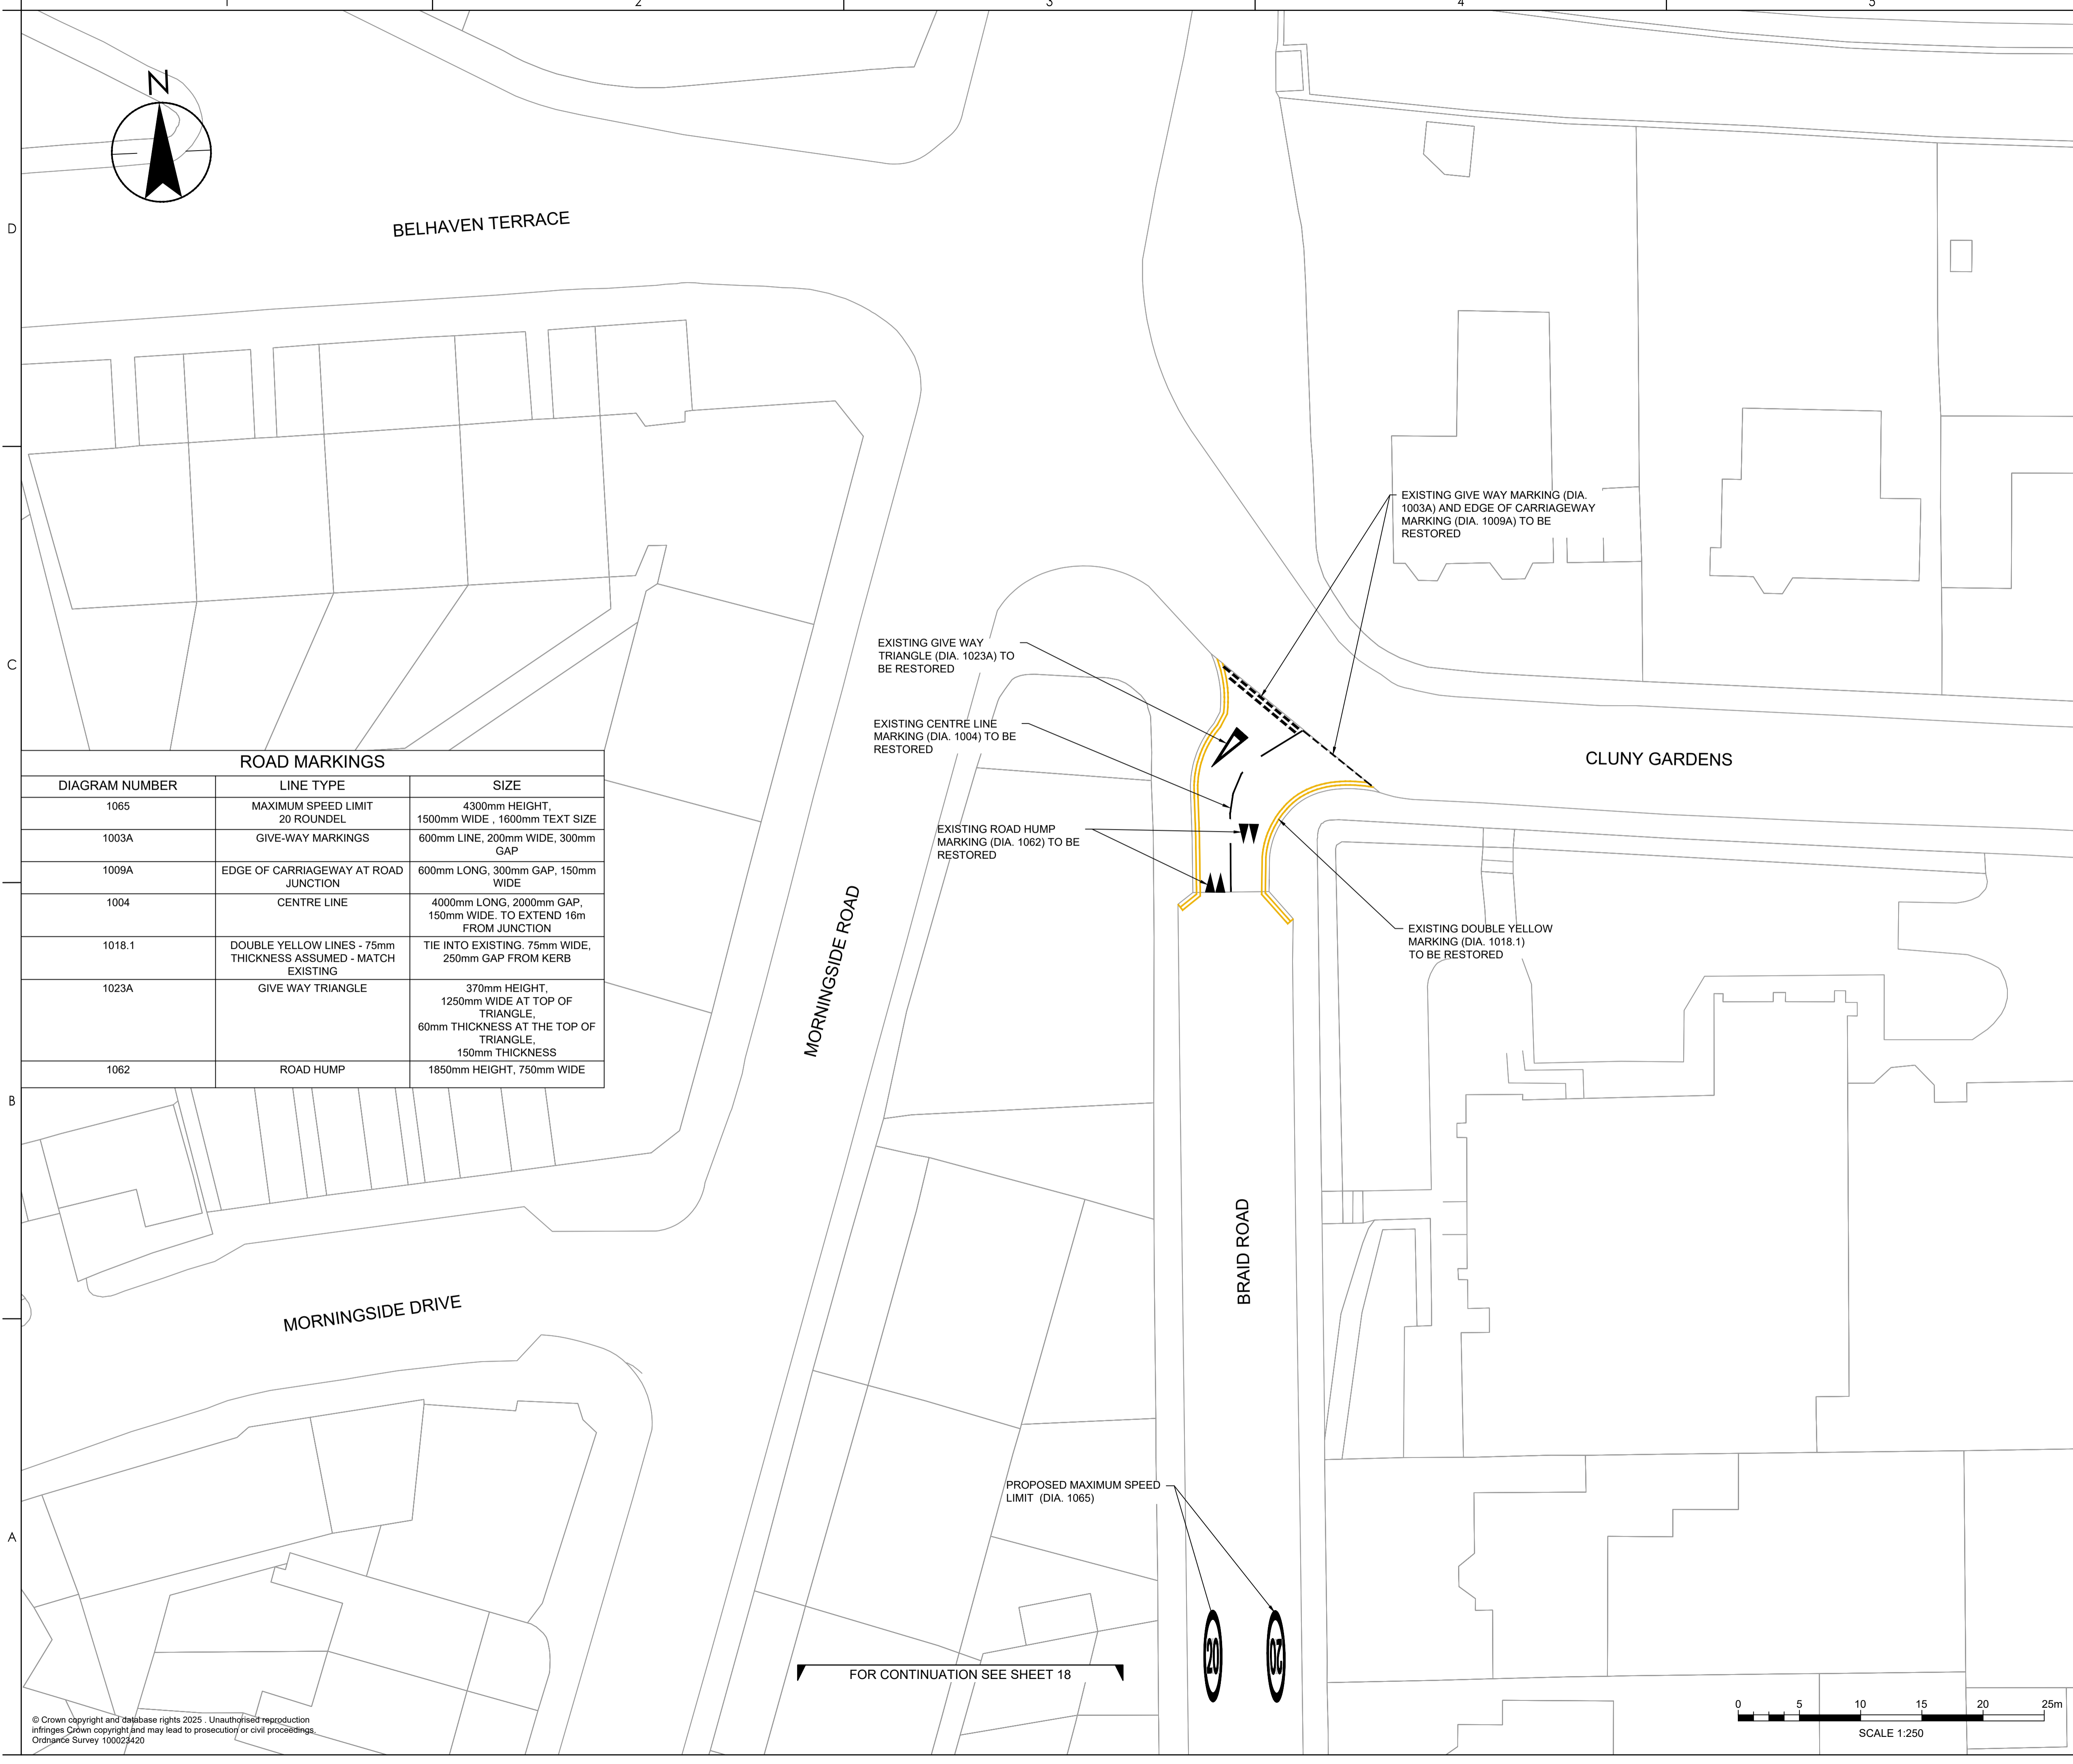 1
2
3
4
5
N
D
BELHAVEN TERRACE
EXISTING GIVE WAY MARKING (DIA.
1003A) AND EDGE OF CARRIAGEWAY
MARKING (DIA. 1009A) TO BE
RESTORED
EXISTING GIVE WAY
TRIANGLE (DIA. 1023A) TO
BE RESTORED
C
EXISTING CENTRE LINE
MARKING (DIA. 1004) TO BE
RESTORED
CLUNY GARDENS
EXISTING ROAD HUMP
MARKING (DIA. 1062) TO BE
RESTORED
EXISTING DOUBLE YELLOW
MARKING (DIA. 1018.1)
TO BE RESTORED
ROAD MARKINGS
DIAGRAM NUMBER LINE TYPE SIZE
1065 MAXIMUM SPEED LIMIT 4300mm HEIGHT,
20 ROUNDEL 1500mm WIDE , 1600mm TEXT SIZE
1003A GIVE-WAY MARKINGS 600mm LINE, 200mm WIDE, 300mm
GAP
1009A EDGE OF CARRIAGEWAY AT ROAD 600mm LONG, 300mm GAP, 150mm
JUNCTION WIDE
1004 CENTRE LINE 4000mm LONG, 2000mm GAP,
150mm WIDE. TO EXTEND 16m
FROM JUNCTION
1018.1 DOUBLE YELLOW LINES - 75mm TIE INTO EXISTING. 75mm WIDE,
THICKNESS ASSUMED - MATCH 250mm GAP FROM KERB
EXISTING
1023A GIVE WAY TRIANGLE 370mm HEIGHT,
1250mm WIDE AT TOP OF
TRIANGLE,
60mm THICKNESS AT THE TOP OF
TRIANGLE,
150mm THICKNESS
1062 ROAD HUMP 1850mm HEIGHT, 750mm WIDE
MORNINGSIDE ROAD
B
BRAID ROAD
MORNINGSIDE DRIVE
PROPOSED MAXIMUM SPEED
LIMIT (DIA. 1065)
A
20
20
FOR CONTINUATION SEE SHEET 18
0 5 10 15 20 25m
SCALE 1:250
© Crown copyright and database rights 2025 . Unauthorised reproduction
infringes Crown copyright and may lead to prosecution or civil proceedings.
Ordnance Survey 100023420